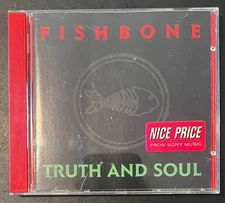 FISHBONE
NICE PRICE
FROM SONY MUSIC
TRUTH AND SOUL